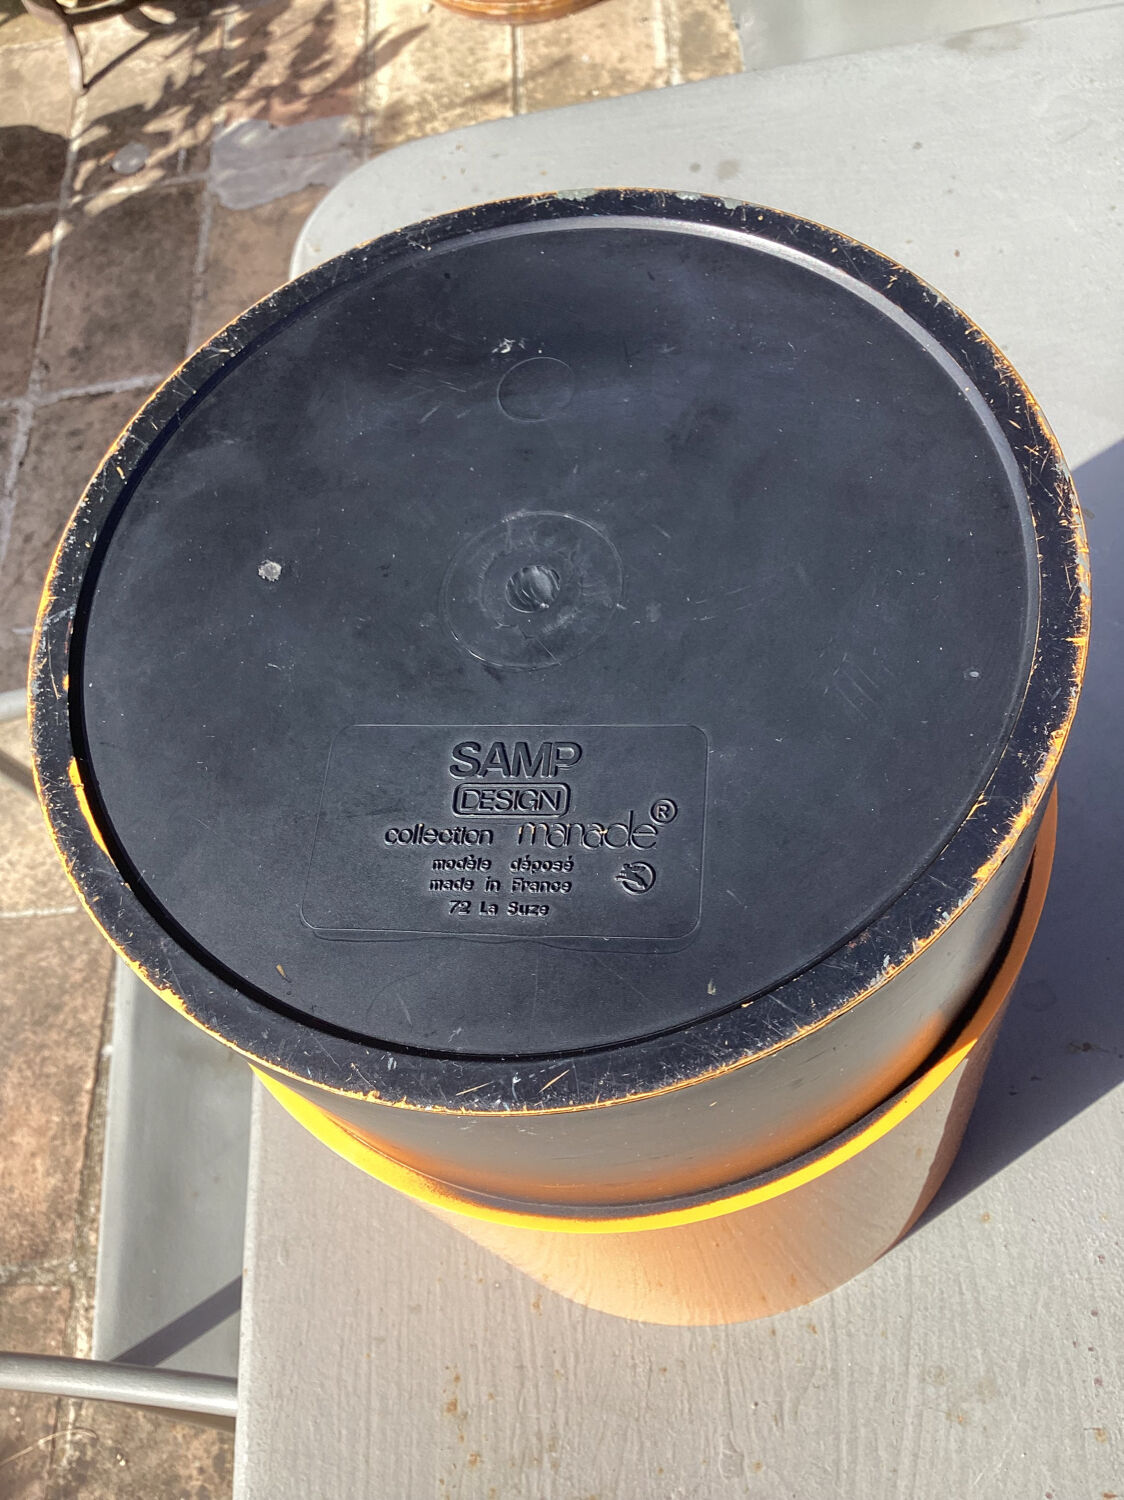 SAMP
DESIGN
collection manade®
modèle déposé
made in France
72 La Suze